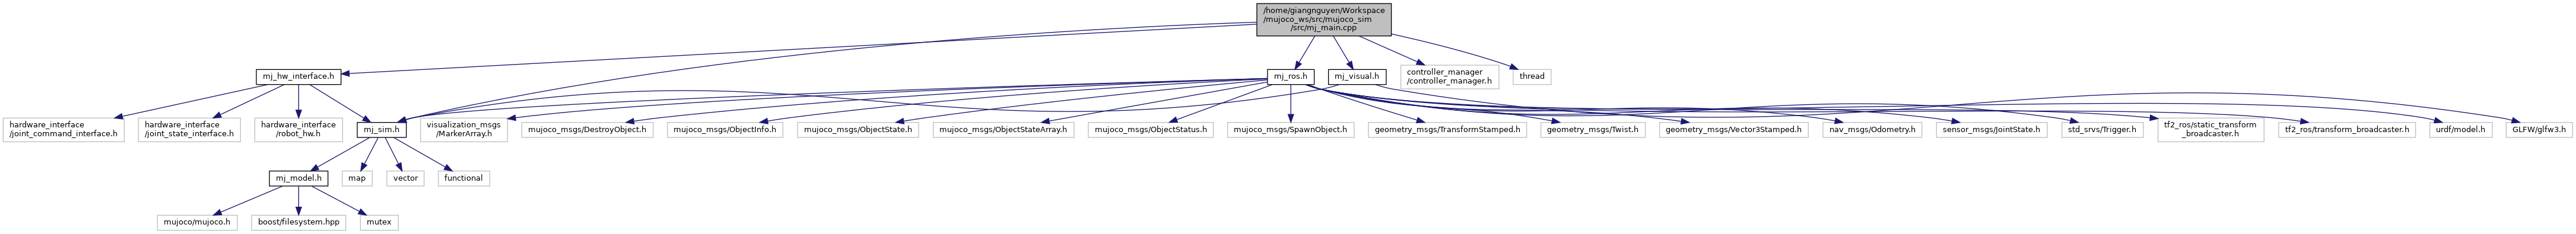 /home/giangnguyen/Workspace
/mujoco_ws/src/mujoco_sim
/src/mj_main.cpp
mj_hw_interface.h
mj_ros.h
mj_visual.h
controller_manager
/controller_manager.h
thread
hardware_interface
/joint_command_interface.h
hardware_interface
/joint_state_interface.h
hardware_interface
/robot_hw.h
mj_sim.h
visualization_msgs
/MarkerArray.h
mujoco_msgs/DestroyObject.h
mujoco_msgs/ObjectInfo.h
mujoco_msgs/ObjectState.h
mujoco_msgs/ObjectStateArray.h
mujoco_msgs/ObjectStatus.h
mujoco_msgs/SpawnObject.h
geometry_msgs/TransformStamped.h
geometry_msgs/Twist.h
geometry_msgs/Vector3Stamped.h
nav_msgs/Odometry.h
sensor_msgs/JointState.h
std_srvs/Trigger.h
tf2_ros/static_transform
_broadcaster.h
tf2_ros/transform_broadcaster.h
urdf/model.h
GLFW/glfw3.h
mj_model.h
map
vector
functional
mujoco/mujoco.h
boost/filesystem.hpp
mutex